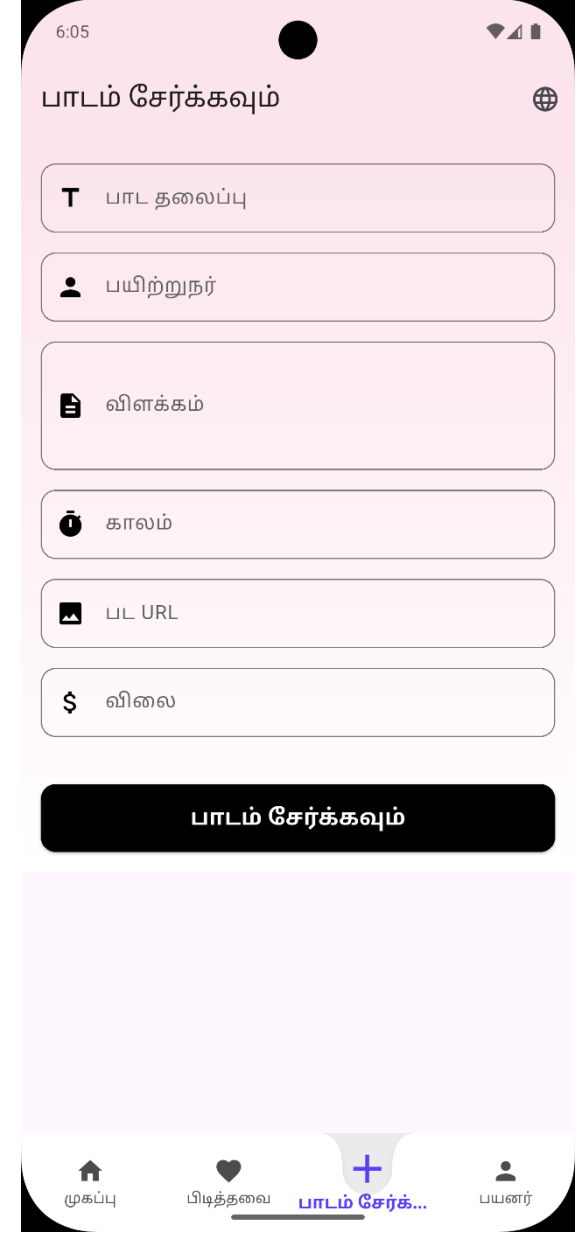 6:05
பாடம் சேர்க்கவும்
பாட தலைப்பு
பயிற்றுநர்
விளக்கம்
காலம்
பட URL
விலை
பாடம் சேர்க்கவும்
முகப்பு
பிடித்தவை
பாடம் சேர்க்...
பயனர்